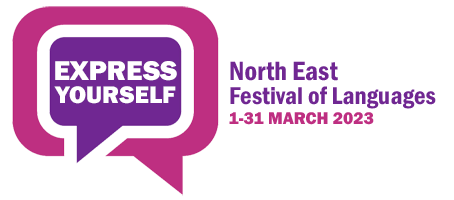 EXPRESS
YOURSELF
North East
Festival of Languages
1-31 MARCH 2023